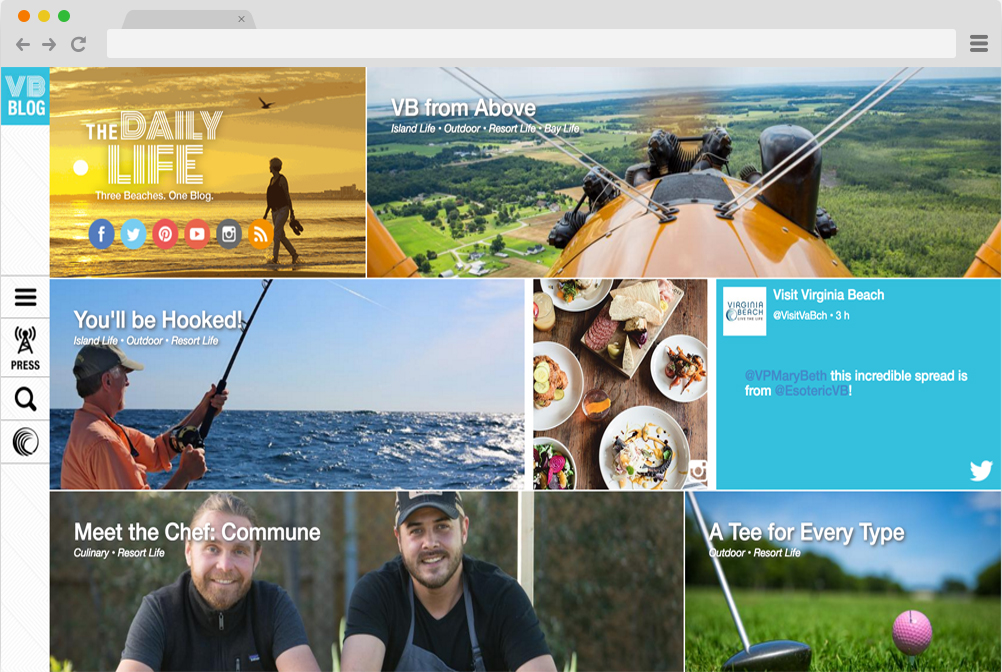 VB
BLOG
THE DAILY
LIFE
Three Beaches. One Blog.
VB from Above
Island Life • Outdoor • Resort Life • Bay Life
PRESS
You'll be Hooked!
Island Life • Outdoor • Resort Life
VIRGINIA
BEACH
LIVE THE LIFE
Visit Virginia Beach
@VisitVaBch • 3 h
@VPMaryBeth this incredible spread is
from @EsotericVB!
Meet the Chef: Commune
Culinary • Resort Life
A Tee for Every Type
Outdoor • Resort Life